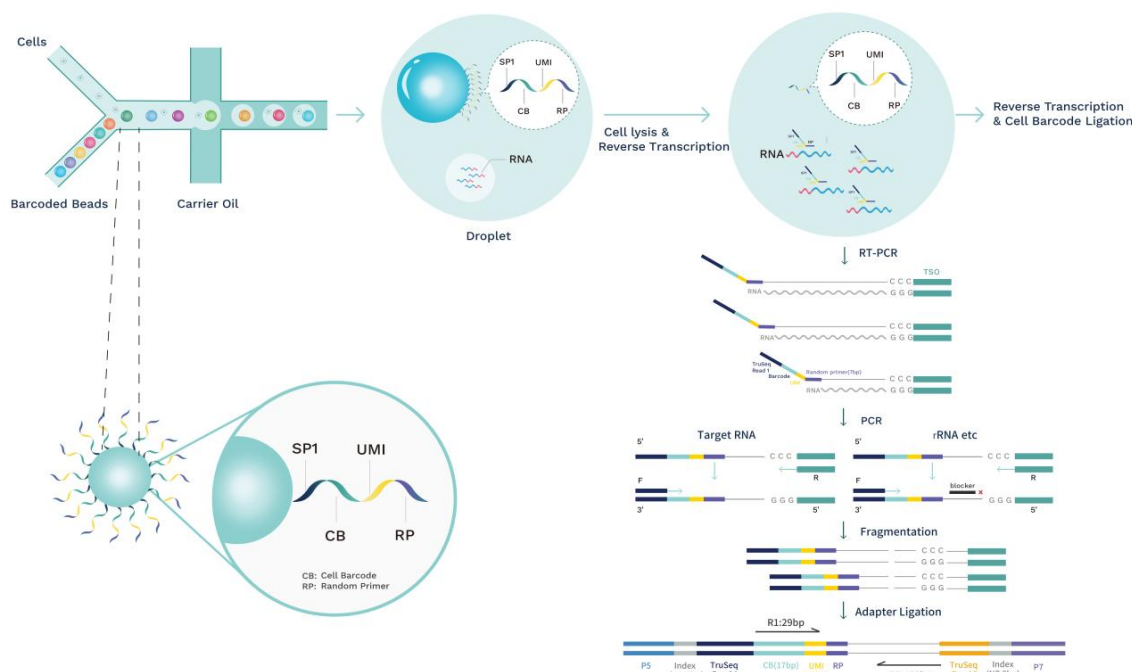 Cells
Barcoded Beads
Carrier Oil
SP1
UMI
CB
RP
RNA
Droplet
Cell lysis &
Reverse Transcription
SP1
UMI
CB
RP
RNA
Reverse Transcription
& Cell Barcode Ligation
RT-PCR
TSO
C C C
RNA
G G G
C C C
RNA
G G G
TruSeq
Read 1
Barcode
UMI
Random primer(7bp)
C C C
RNA
G G G
PCR
Target RNA
rRNA etc
5'
C C C
R
F
G G G
3'
5'
5'
C C C
R
F
blocker
x
G G G
3'
5'
Fragmentation
C C C
G G G
C C C
G G G
Adapter Ligation
R1:29bp
P5
Index
TruSeq
CB(17bp)
UMI
RP
TruSeq
Index
P7
SP1
UMI
CB
RP
CB: Cell Barcode
RP: Random Primer